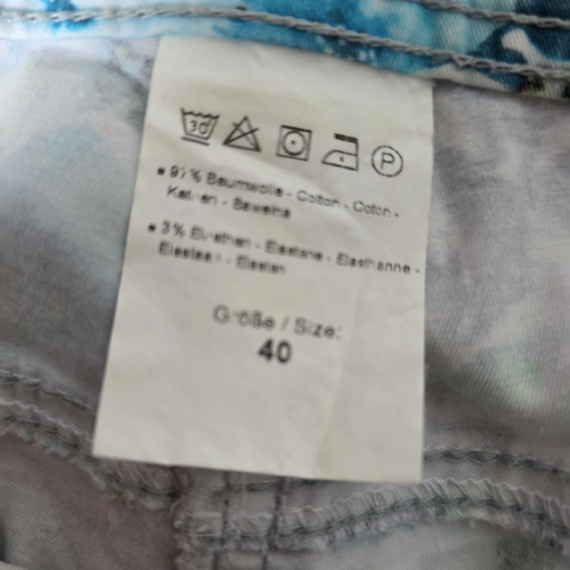 30
P
97 % Baumwolle - Cotton - Coton -
Katoen - Bawełna
3% Elasthan - Elastane - Elasthanne -
Elastaan - Elastan
Größe / Size:
40